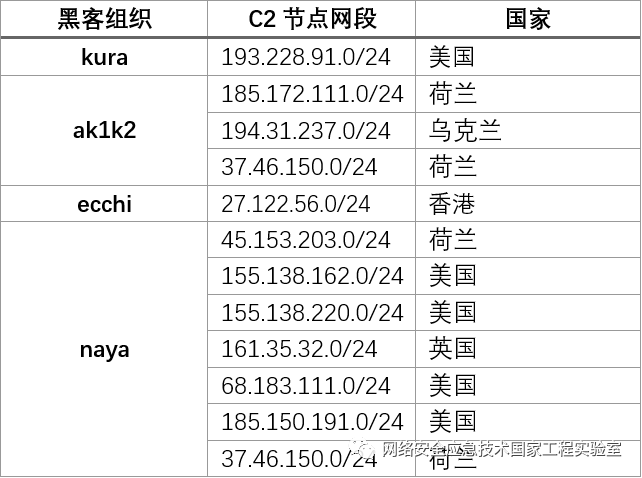 黑客组织 C2 节点网段 国家
kura 193.228.91.0/24 美国
185.172.111.0/24 荷兰
ak1k2 194.31.237.0/24 乌克兰
37.46.150.0/24 荷兰
ecchi 27.122.56.0/24 香港
45.153.203.0/24 荷兰
155.138.162.0/24 美国
155.138.220.0/24 美国
naya 161.35.32.0/24 英国
68.183.111.0/24 美国
185.150.191.0/24 美国
37.46.150.0/24 荷兰
网络安全应急技术国家工程实验室